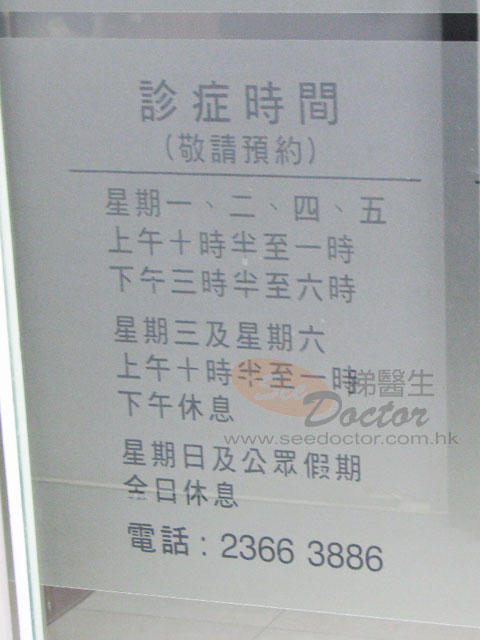 診症時間
(敬請預約)
星期一、二、四、五
上午十時半至一時
下午三時半至六時
星期三及星期六
上午十時半至一時
下午休息
See Doctor 睇醫生
www.seedoctor.com.hk
星期日及公眾假期
全日休息
電話:2366 3886